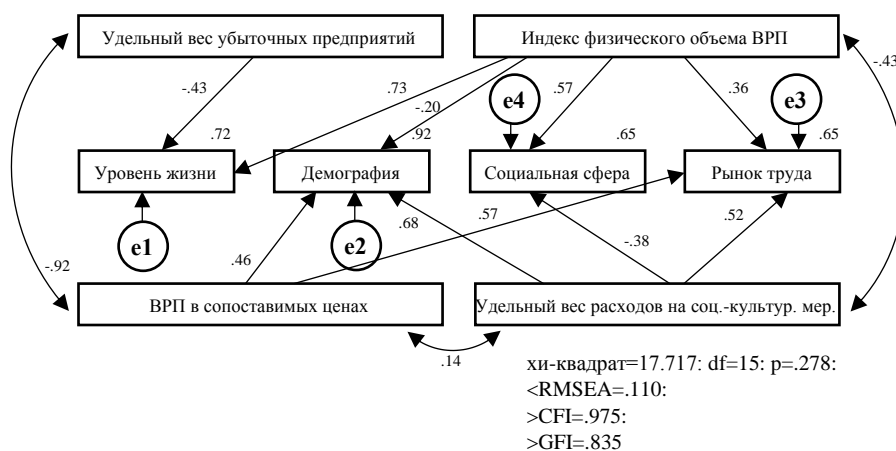 Удельный вес убыточных предприятий
Индекс физического объема ВРП
-.43
-.43
.73
-.20
e4
.57
.36
e3
.72
.92
.65
.65
Уровень жизни
Демография
Социальная сфера
Рынок труда
e1
e2
.46
.68
.57
-.38
.52
-.92
ВРП в сопоставимых ценах
Удельный вес расходов на соц.-культур. мер.
.14
хи-квадрат=17.717: df=15: p=.278:
<RMSEA=.110:
>CFI=.975:
>GFI=.835